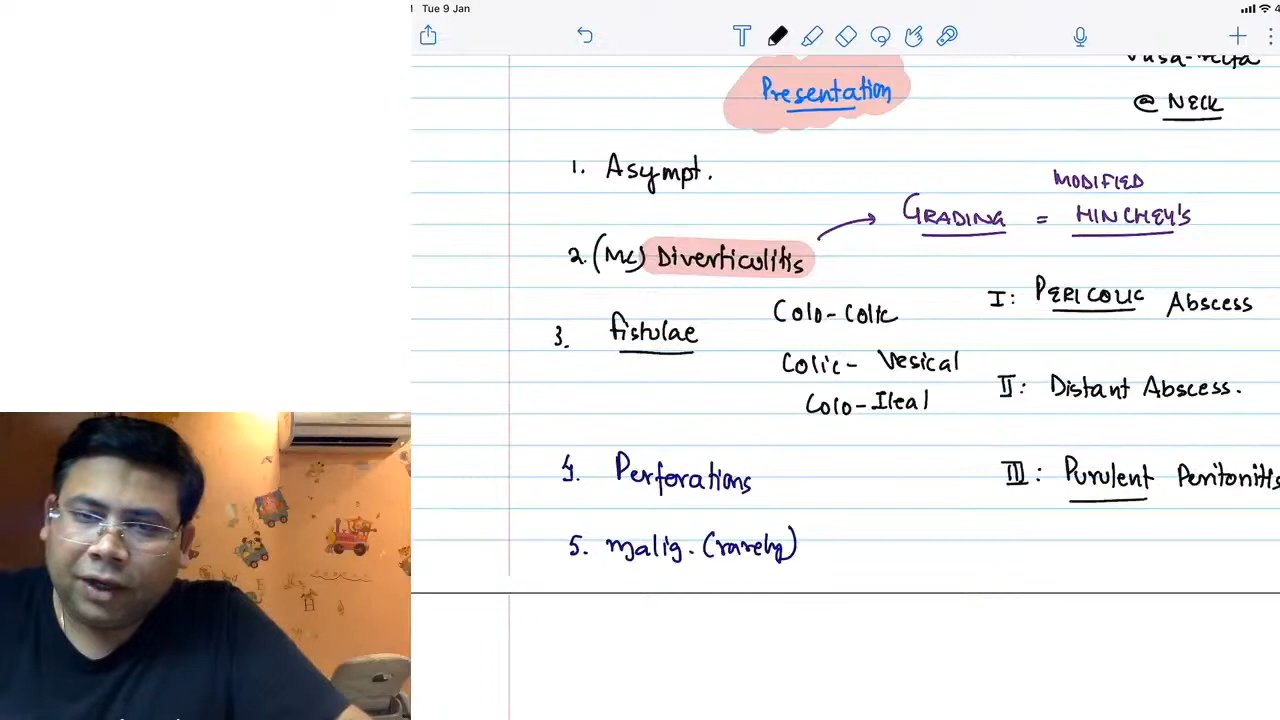 Tue 9 Jan
Presentation
@ NECK
1. Asympt.
MODIFIED
GRADING = HINCHEY's
2. (MC) Diverticulitis
I: PERICOLIC Abscess
Colo-Colic
3. fistulae
Colic- Vesical
II: Distant Abscess.
Colo-Ileal
4. Perforations
III: Purulent Peritonitis
5. malig. (rarely)